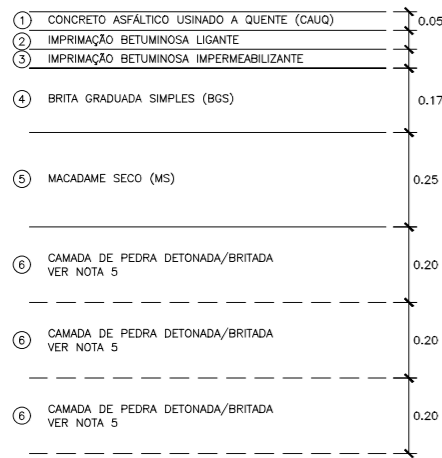 1 CONCRETO ASFÁLTICO USINADO A QUENTE (CAUQ) 0.05
2 IMPRIMAÇÃO BETUMINOSA LIGANTE
3 IMPRIMAÇÃO BETUMINOSA IMPERMEABILIZANTE
4 BRITA GRADUADA SIMPLES (BGS) 0.17
5 MACADAME SECO (MS) 0.25
6 CAMADA DE PEDRA DETONADA/BRITADA 0.20
VER NOTA 5
6 CAMADA DE PEDRA DETONADA/BRITADA 0.20
VER NOTA 5
6 CAMADA DE PEDRA DETONADA/BRITADA 0.20
VER NOTA 5